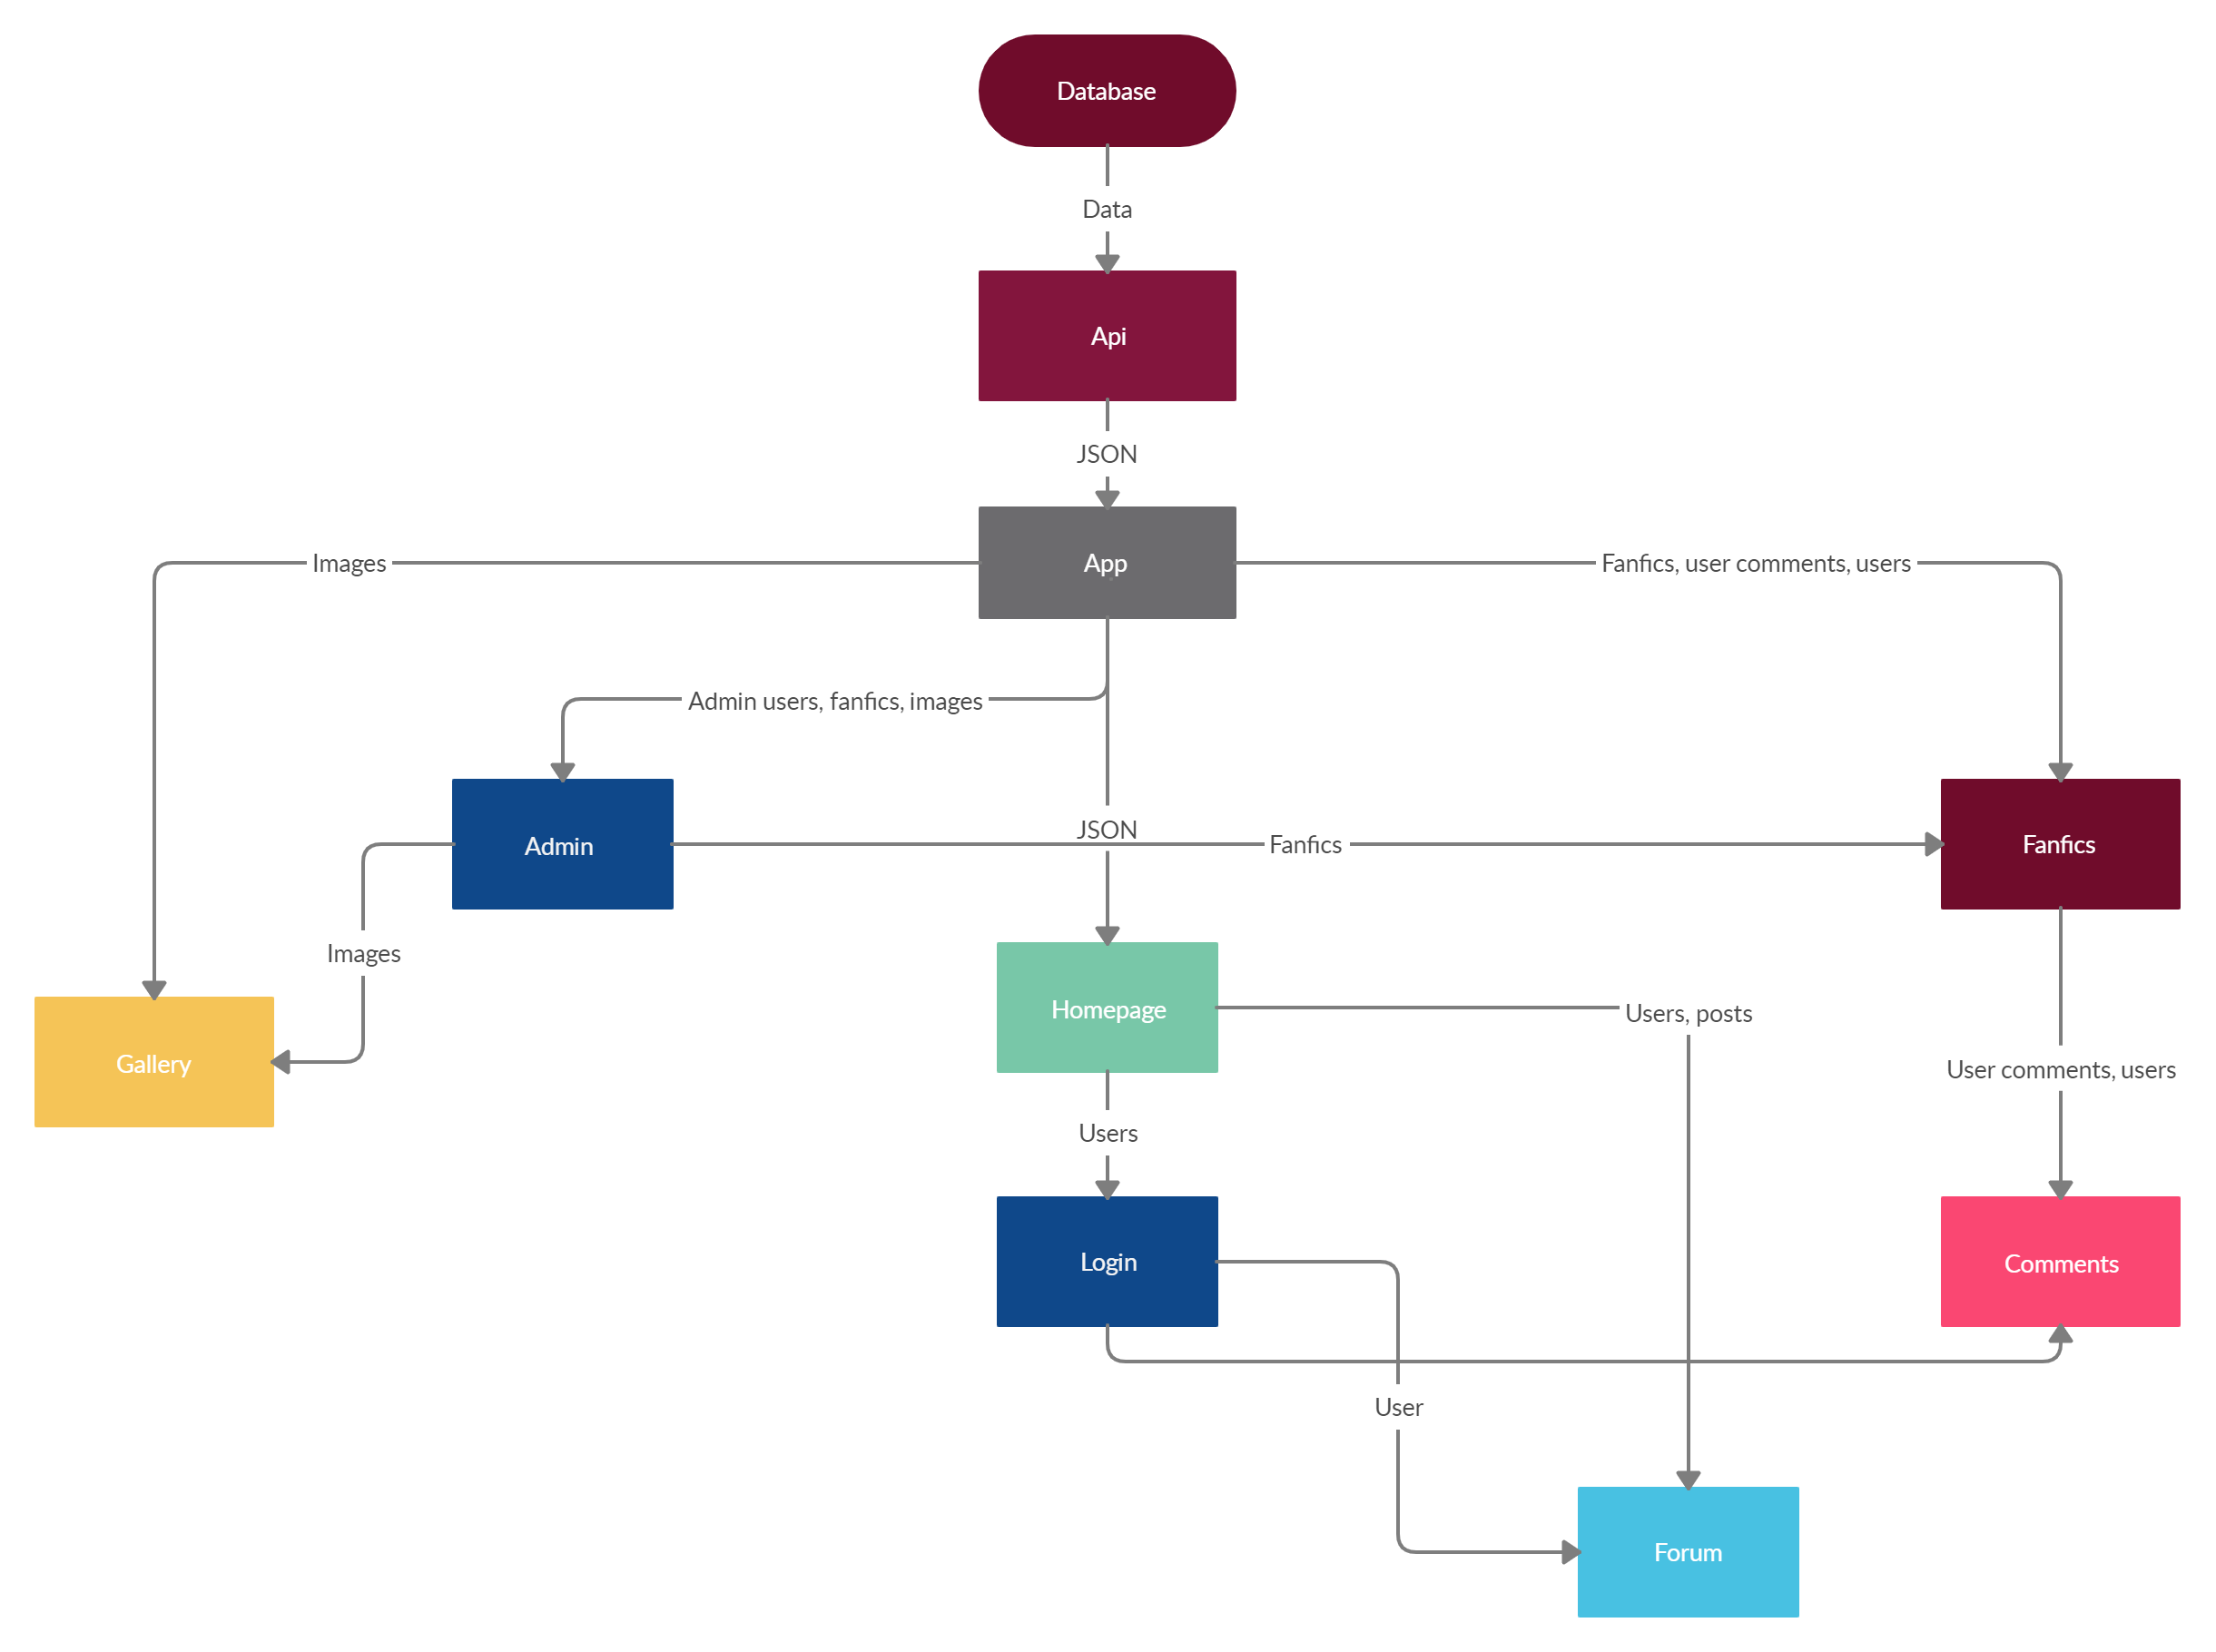 Database
Data
Api
JSON
App
Images
Fanfics, user comments, users
Admin users, fanfics, images
JSON
Admin
Fanfics
Fanfics
Images
Homepage
Users, posts
Gallery
User comments, users
Users
Login
Comments
User
Forum